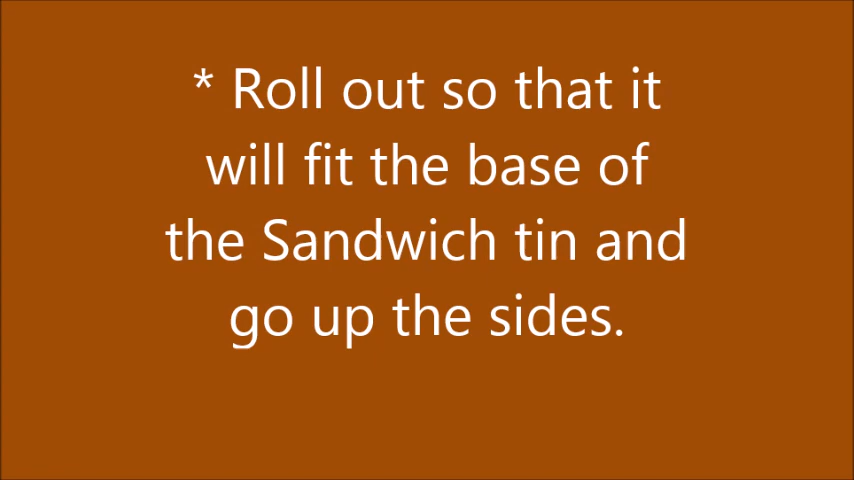 * Roll out so that it
will fit the base of
the Sandwich tin and
go up the sides.